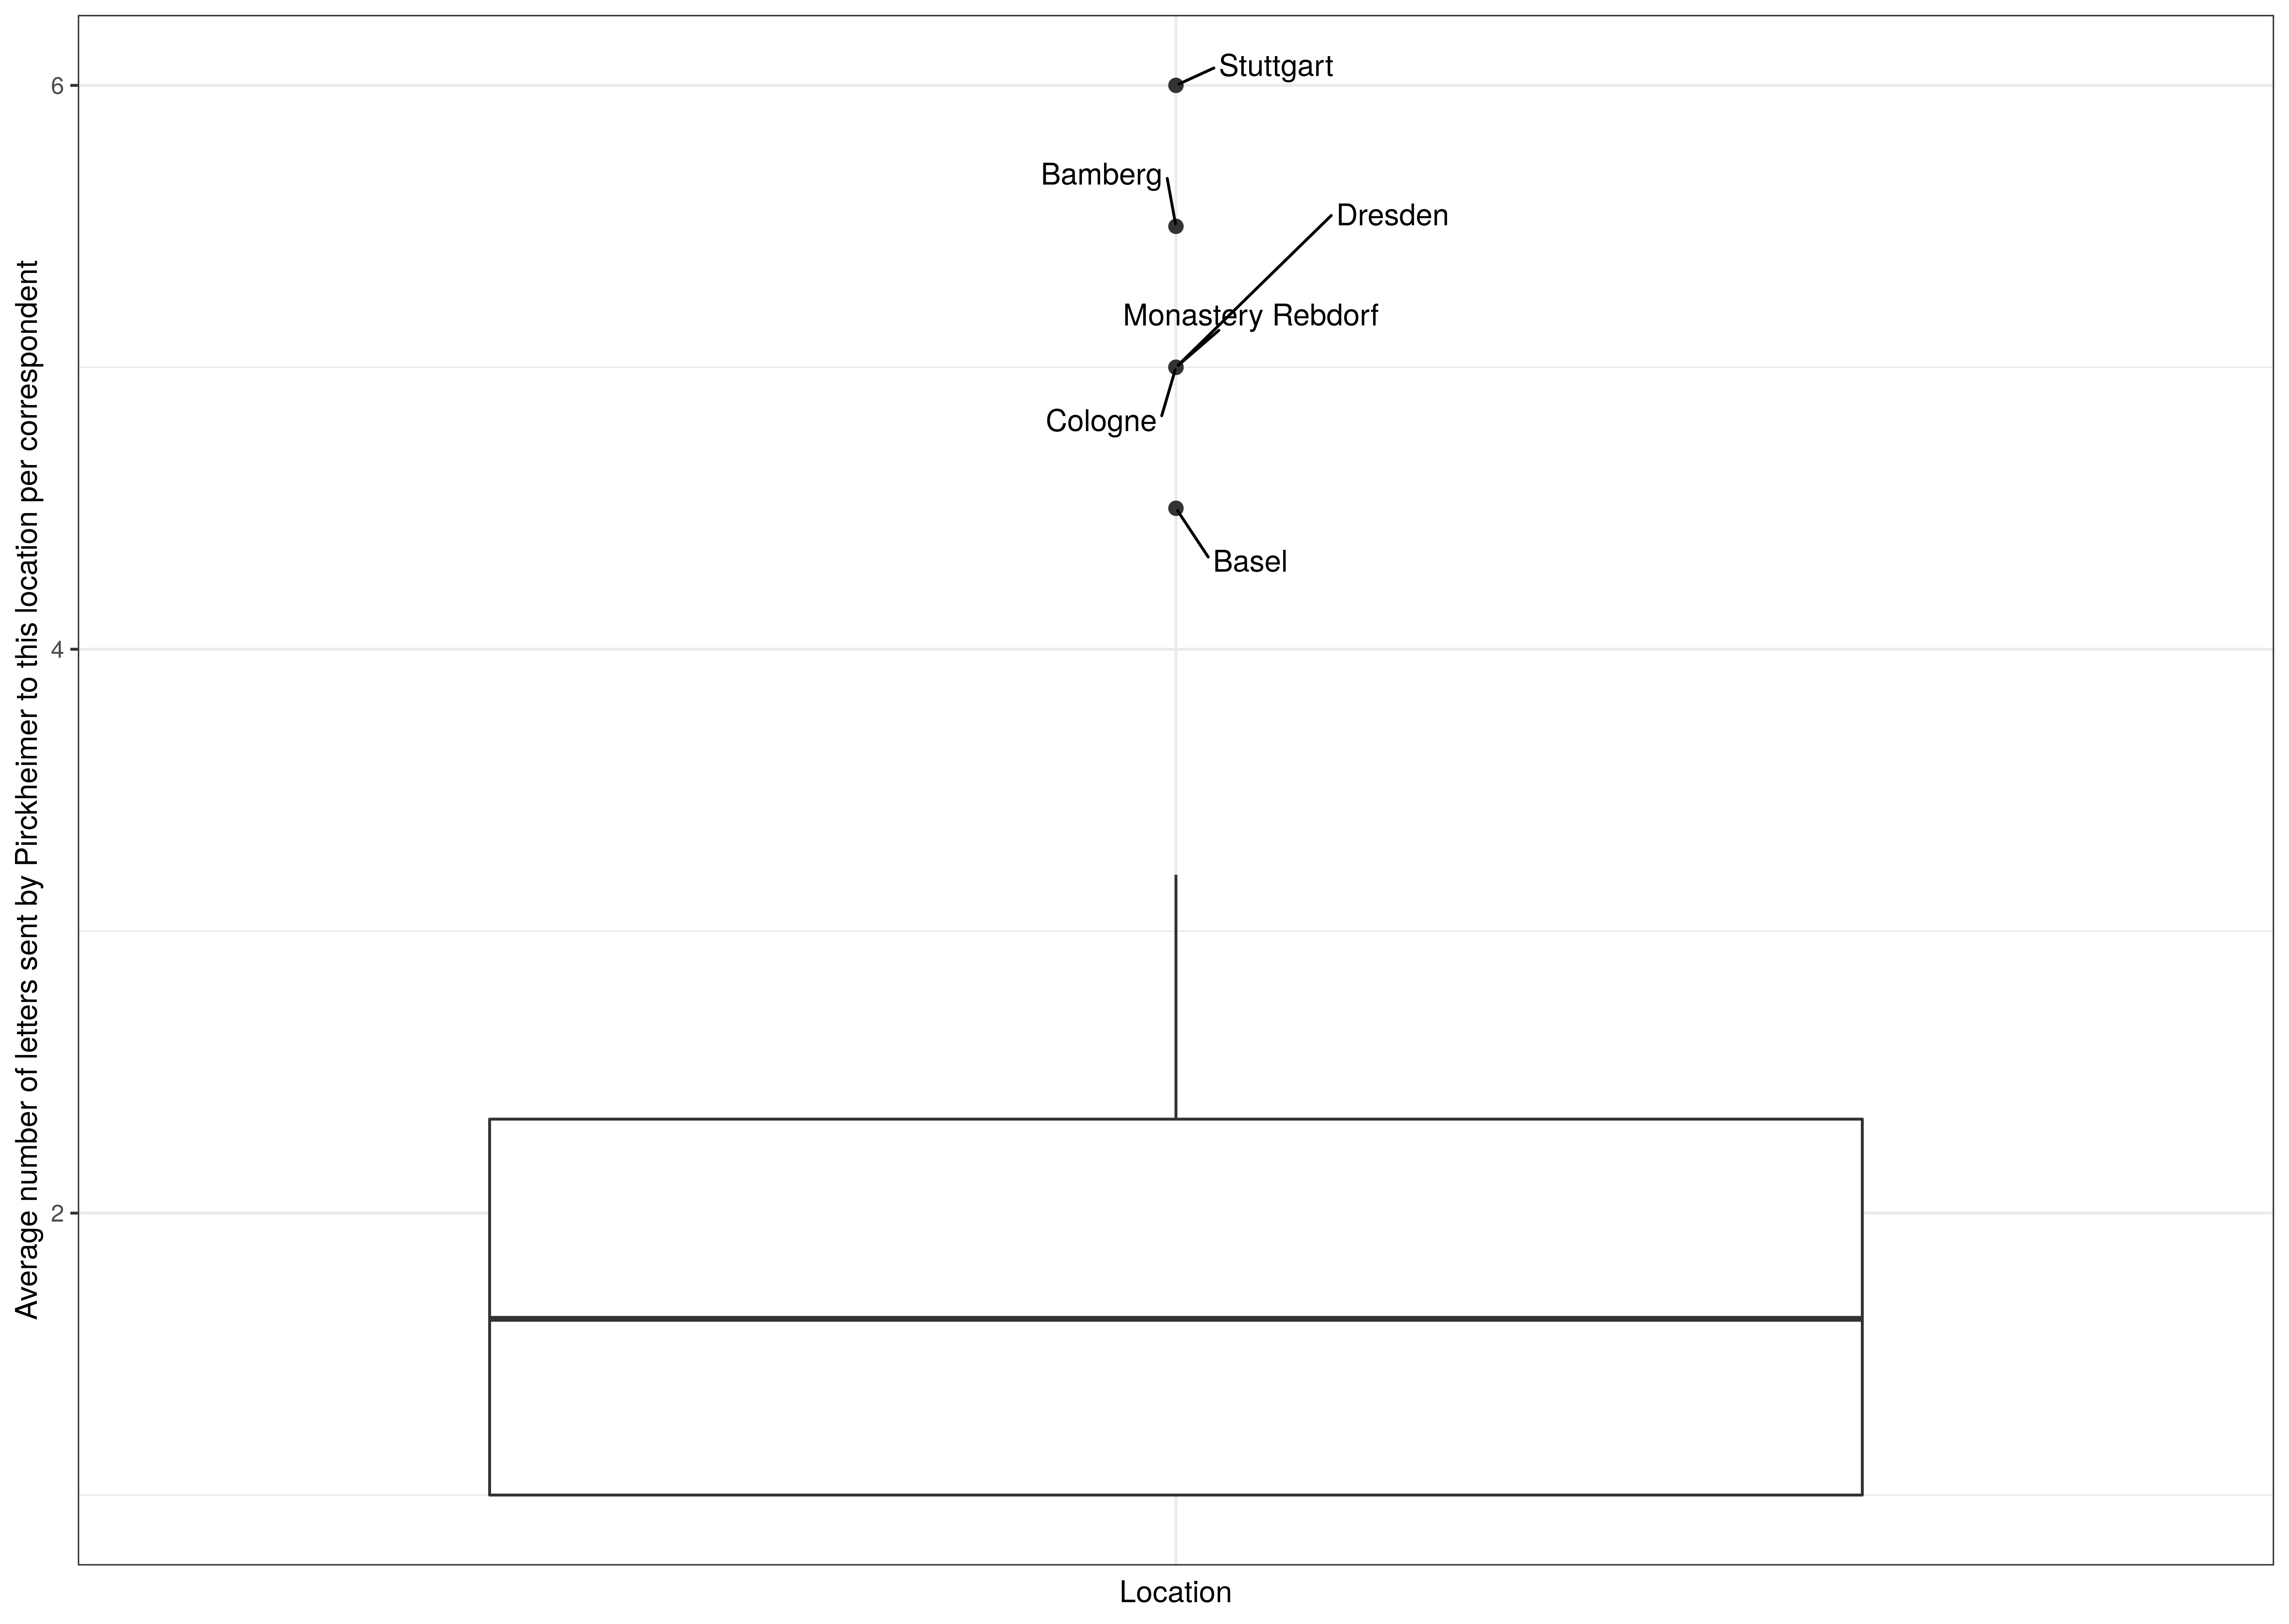 Average number of letters sent by Pirckheimer to this location per correspondent
6
4
2
Stuttgart
Bamberg
Dresden
Monastery Rebdorf
Cologne
Basel
Location